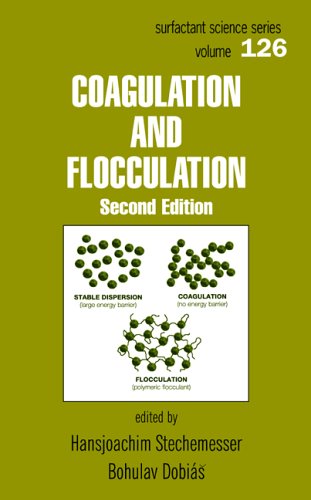 surfactant science series
volume 126
COAGULATION
AND
FLOCCULATION
Second Edition
STABLE DISPERSION
(large energy barrier)
COAGULATION
(no energy barrier)
FLOCCULATION
(polymeric flocculant)
edited by
Hansjoachim Stechemesser
Bohulav Dobiáš